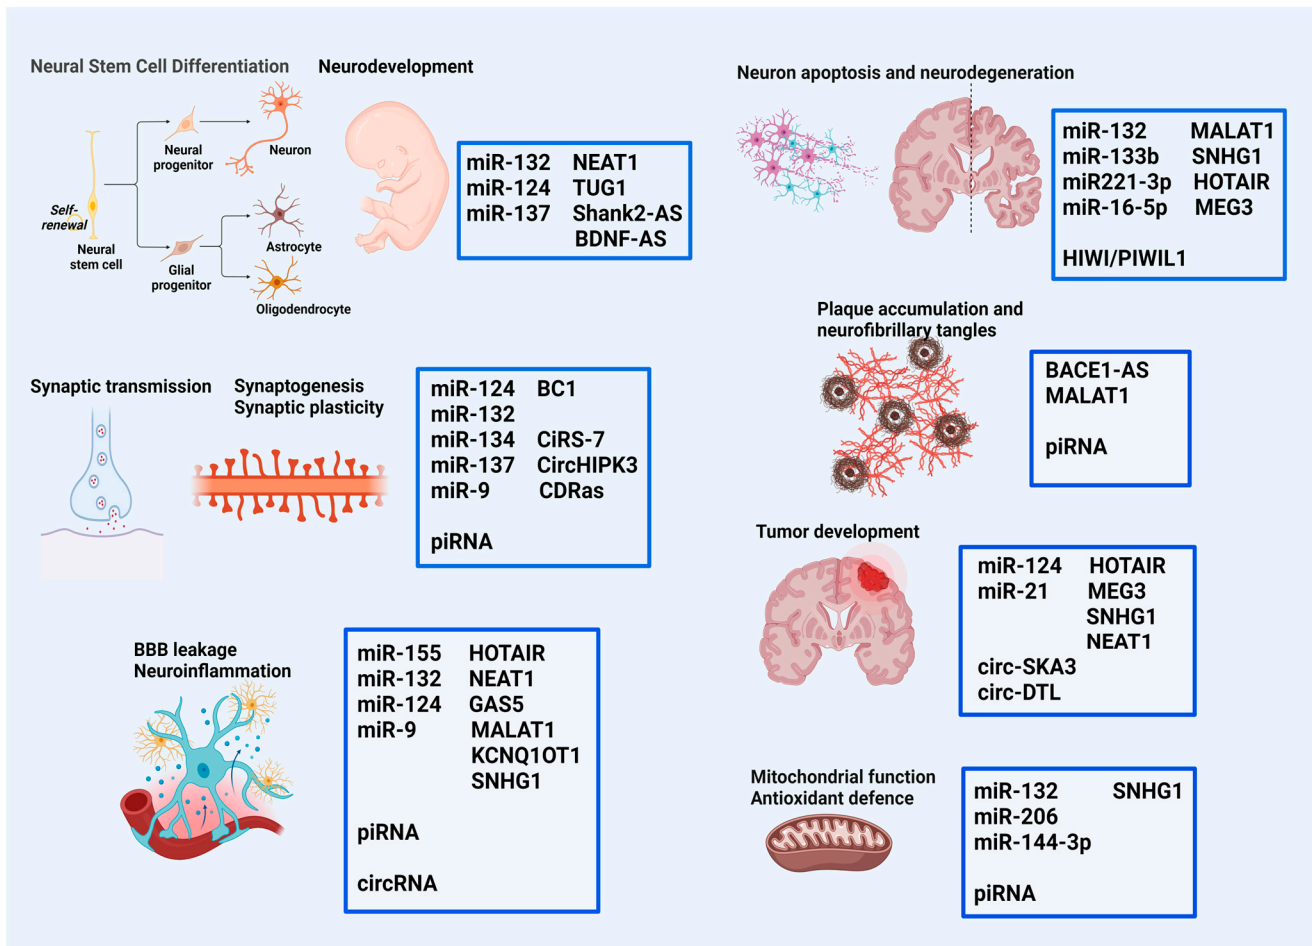 Neural Stem Cell Differentiation
Neural
progenitor
Neuron
Self-
renewal
Neural
stem cell
Astrocyte
Glial
progenitor
Oligodendrocyte
Neurodevelopment
miR-132 NEAT1
miR-124 TUG1
miR-137 Shank2-AS
BDNF-AS
Neuron apoptosis and neurodegeneration
miR-132 MALAT1
miR-133b SNHG1
miR221-3p HOTAIR
miR-16-5p MEG3
HIWI/PIWIL1
Synaptic transmission
Synaptogenesis
Synaptic plasticity
miR-124 BC1
miR-132
miR-134 CiRS-7
miR-137 CircHIPK3
miR-9 CDRas
piRNA
Plaque accumulation and
neurofibrillary tangles
BACE1-AS
MALAT1
piRNA
Tumor development
miR-124 HOTAIR
miR-21 MEG3
SNHG1
NEAT1
circ-SKA3
circ-DTL
BBB leakage
Neuroinflammation
miR-155 HOTAIR
miR-132 NEAT1
miR-124 GAS5
miR-9 MALAT1
KCNQ1OT1
SNHG1
piRNA
circRNA
Mitochondrial function
Antioxidant defence
miR-132 SNHG1
miR-206
miR-144-3p
piRNA